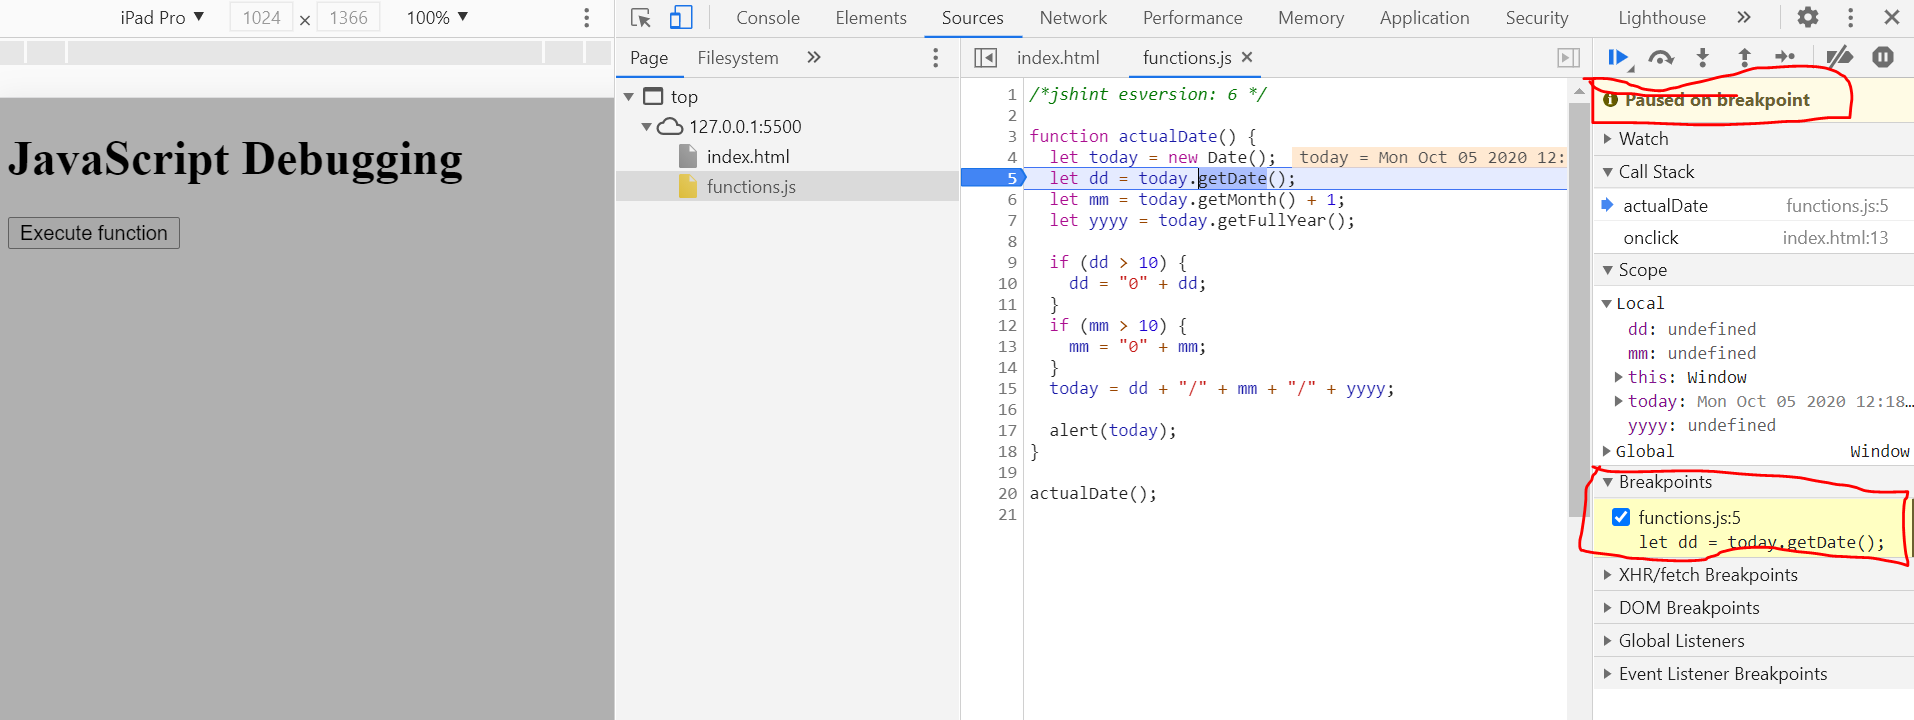 iPad Pro ▼ 1024 × 1366 100% ▼
Console Elements Sources Network Performance Memory Application Security Lighthouse »
Page Filesystem »
index.html functions.js ×
top
127.0.0.1:5500
index.html
functions.js
JavaScript Debugging
Execute function
1 /*jshint esversion: 6 */
2
3 function actualDate() {
4 let today = new Date(); today = Mon Oct 05 2020 12:
5 let dd = today.getDate();
6 let mm = today.getMonth() + 1;
7 let yyyy = today.getFullYear();
8
9 if (dd > 10) {
10 dd = "0" + dd;
11 }
12 if (mm > 10) {
13 mm = "0" + mm;
14 }
15 today = dd + "/" + mm + "/" + yyyy;
16
17 alert(today);
18 }
19
20 actualDate();
21
Paused on breakpoint
Watch
Call Stack
actualDate functions.js:5
onclick index.html:13
Scope
Local
dd: undefined
mm: undefined
this: Window
today: Mon Oct 05 2020 12:18…
yyyy: undefined
Global Window
Breakpoints
functions.js:5
let dd = today.getDate();
XHR/fetch Breakpoints
DOM Breakpoints
Global Listeners
Event Listener Breakpoints